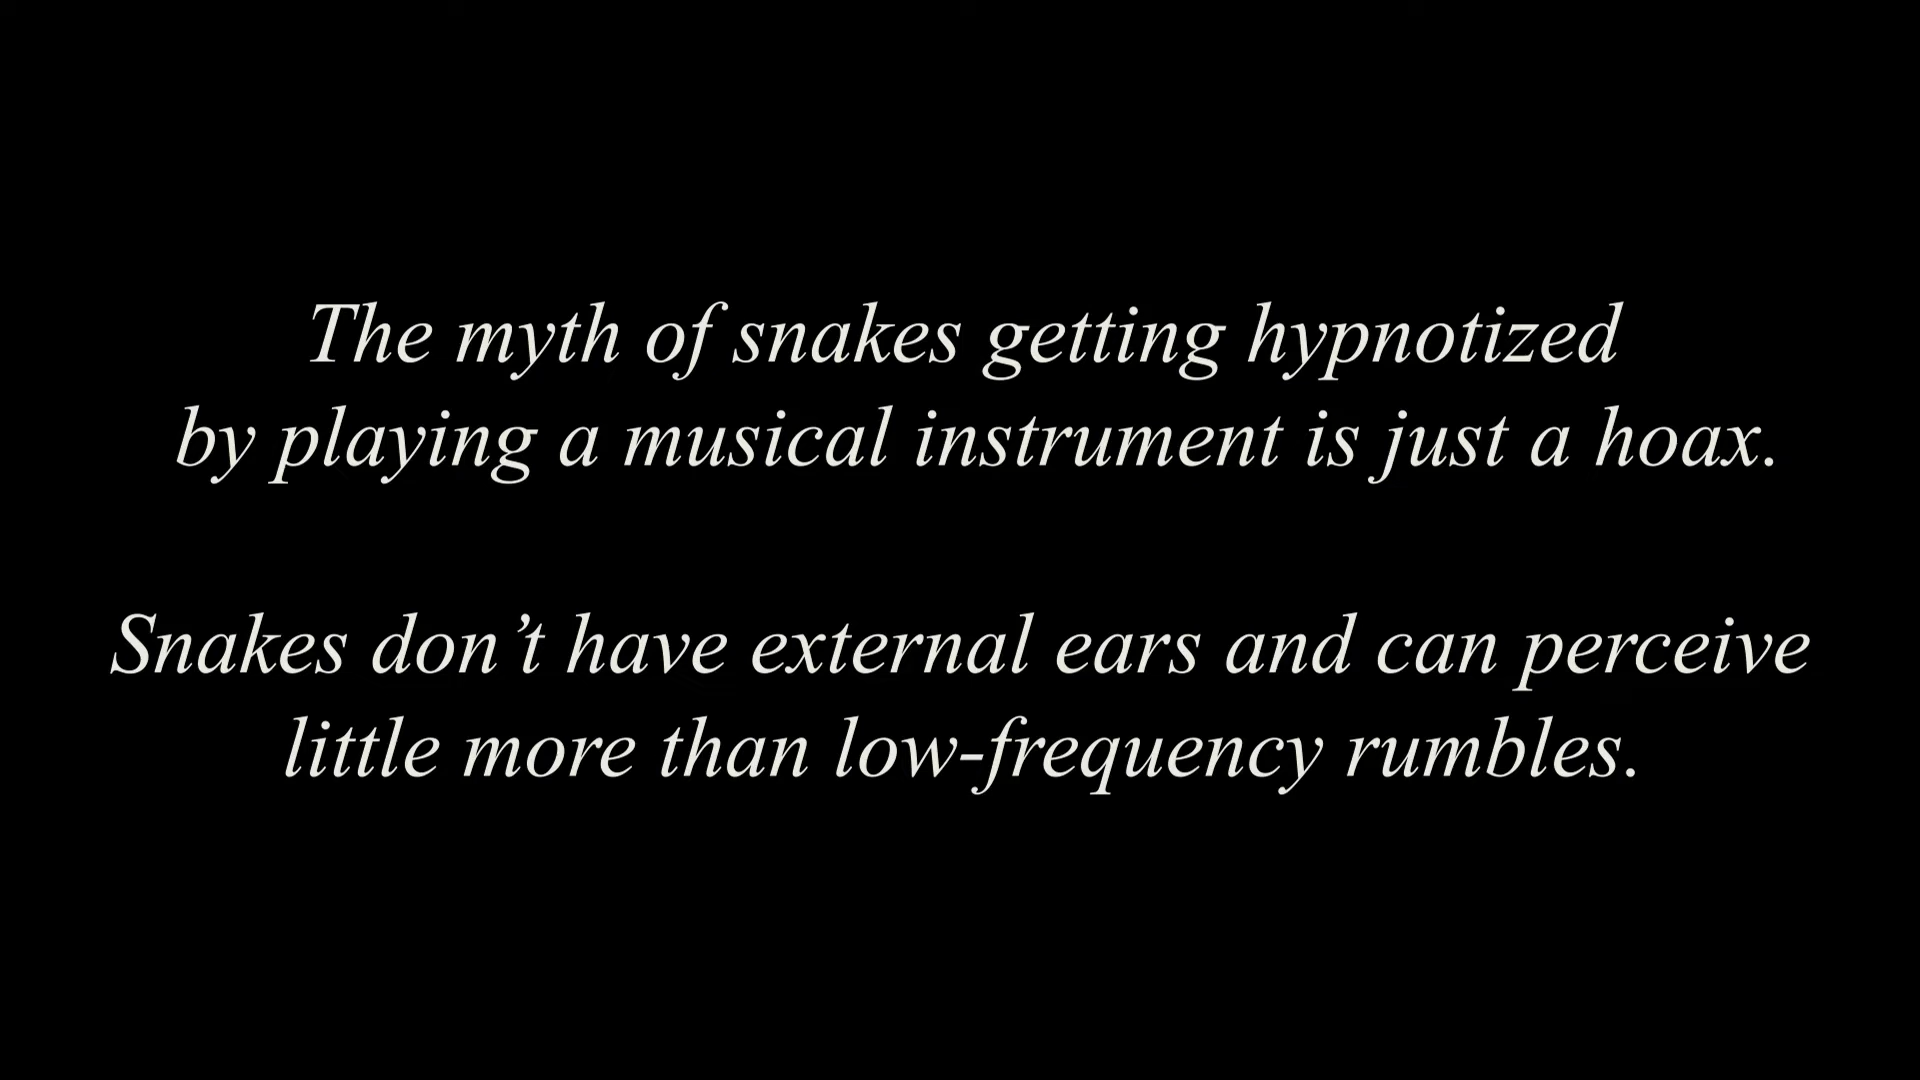 The myth of snakes getting hypnotized
by playing a musical instrument is just a hoax.
Snakes don’t have external ears and can perceive
little more than low-frequency rumbles.